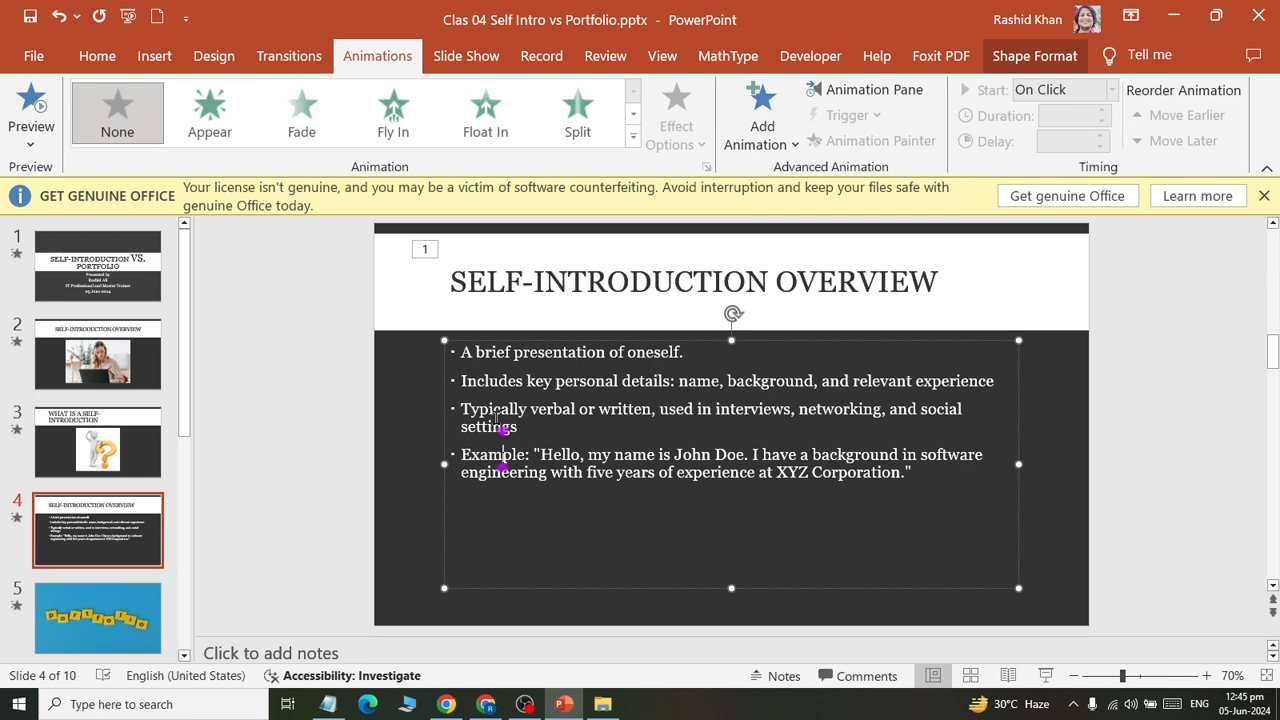 Clas 04 Self Intro vs Portfolio.pptx - PowerPoint
Rashid Khan
File Home Insert Design Transitions Animations Slide Show Record Review View MathType Developer Help Foxit PDF Shape Format Tell me
Preview
Preview
None Appear Fade Fly In Float In Split
Effect Options
Animation
Add Animation
Animation Pane
Trigger
Animation Painter
Advanced Animation
Start: On Click
Duration:
Delay:
Timing
Reorder Animation
Move Earlier
Move Later
GET GENUINE OFFICE
Your license isn't genuine, and you may be a victim of software counterfeiting. Avoid interruption and keep your files safe with
genuine Office today.
Get genuine Office
Learn more
1
SELF-INTRODUCTION VS.
PORTFOLIO
Presented by
Rashid Ali
IT Professional and Master Trainer
05 June 2024
2
SELF-INTRODUCTION OVERVIEW
3
WHAT IS A SELF-
INTRODUCTION
4
SELF-INTRODUCTION OVERVIEW
5
portfolio
1
SELF-INTRODUCTION OVERVIEW
· A brief presentation of oneself.
· Includes key personal details: name, background, and relevant experience
· Typically verbal or written, used in interviews, networking, and social
settings
· Example: "Hello, my name is John Doe. I have a background in software
engineering with five years of experience at XYZ Corporation."
Click to add notes
Slide 4 of 10 English (United States) Accessibility: Investigate Notes Comments 70%
Type here to search
30°C Haze
ENG
12:45 pm
05-Jun-2024